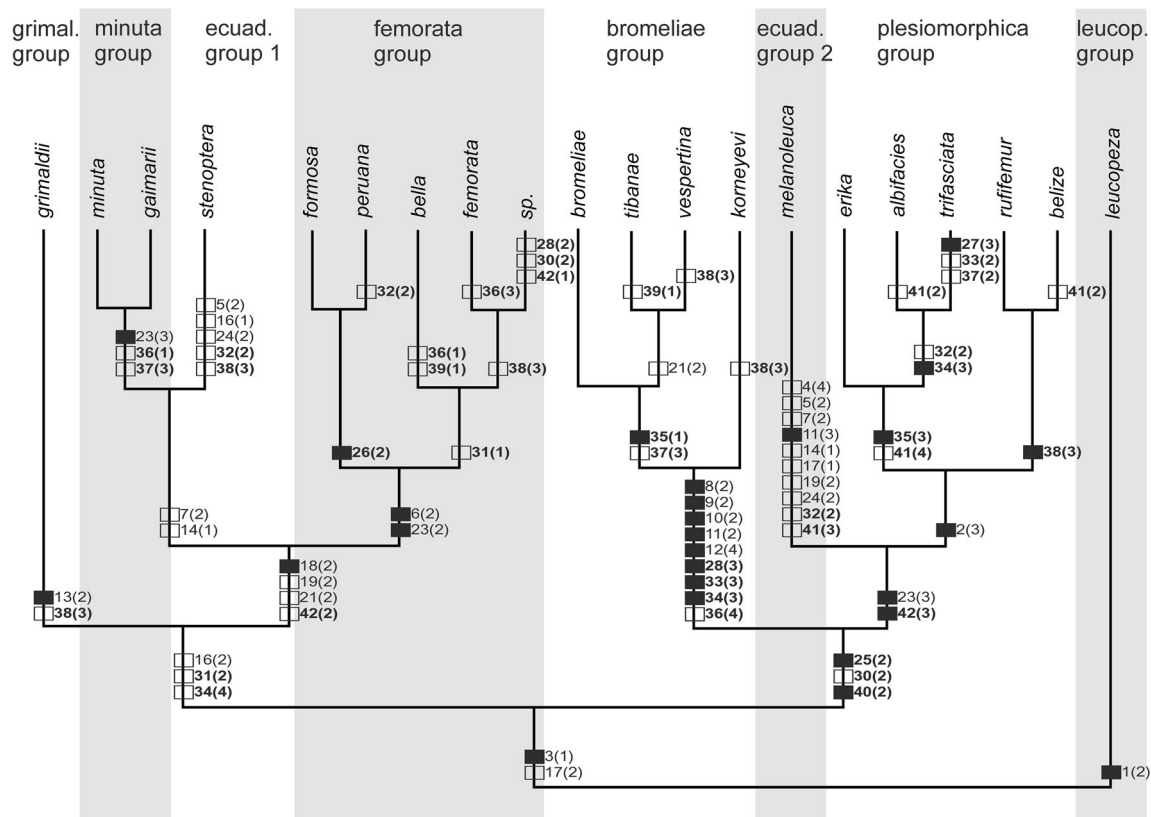 grimal. group
minuta group
ecuad. group 1
femorata group
bromeliae group
ecuad. group 2
plesiomorphica group
leucop. group
grimaldii
minuta
gaimarii
stenoptera
formosa
peruana
bella
femorata
sp.
bromeliae
tibanae
vespertina
korneyevi
melanoleuca
erika
albifacies
trifasciata
rufifemur
belize
leucopeza
28(2)
30(2)
42(1)
32(2)
36(3)
38(3)
39(1)
27(3)
33(2)
37(2)
41(2)
41(2)
5(2)
16(1)
24(2)
32(2)
38(3)
23(3)
36(1)
37(3)
36(1)
39(1)
38(3)
21(2)
38(3)
32(2)
34(3)
4(4)
5(2)
7(2)
11(3)
14(1)
17(1)
19(2)
24(2)
32(2)
41(3)
26(2)
31(1)
35(1)
37(3)
35(3)
41(4)
38(3)
7(2)
14(1)
6(2)
23(2)
8(2)
9(2)
10(2)
11(2)
12(4)
28(3)
33(3)
34(3)
36(4)
2(3)
13(2)
38(3)
18(2)
19(2)
21(2)
42(2)
23(3)
42(3)
16(2)
31(2)
34(4)
25(2)
30(2)
40(2)
3(1)
17(2)
1(2)